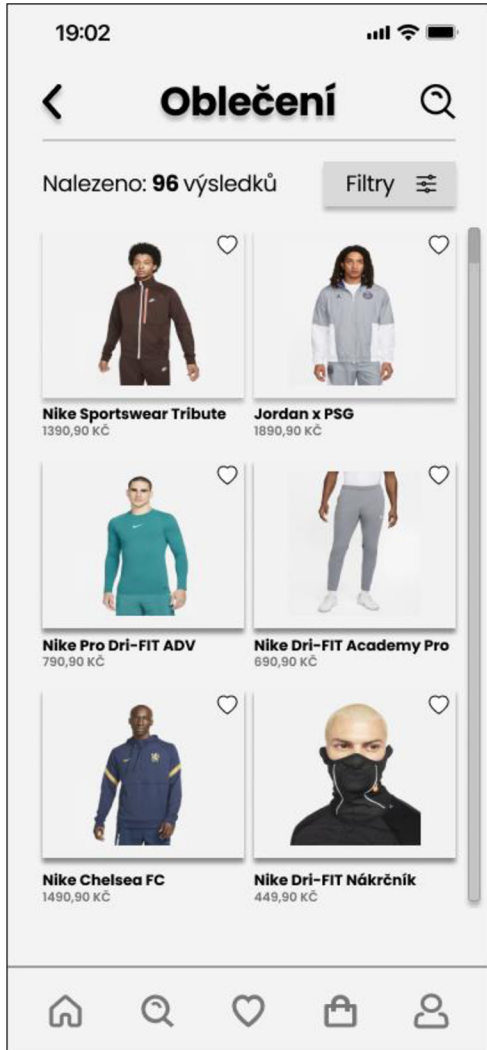 19:02
Oblečení
Nalezeno: 96 výsledků
Filtry
Nike Sportswear Tribute
1390,90 KČ
Jordan x PSG
1890,90 KČ
Nike Pro Dri-FIT ADV
790,90 KČ
Nike Dri-FIT Academy Pro
690,90 KČ
Nike Chelsea FC
1490,90 KČ
Nike Dri-FIT Nákrčník
449,90 KČ